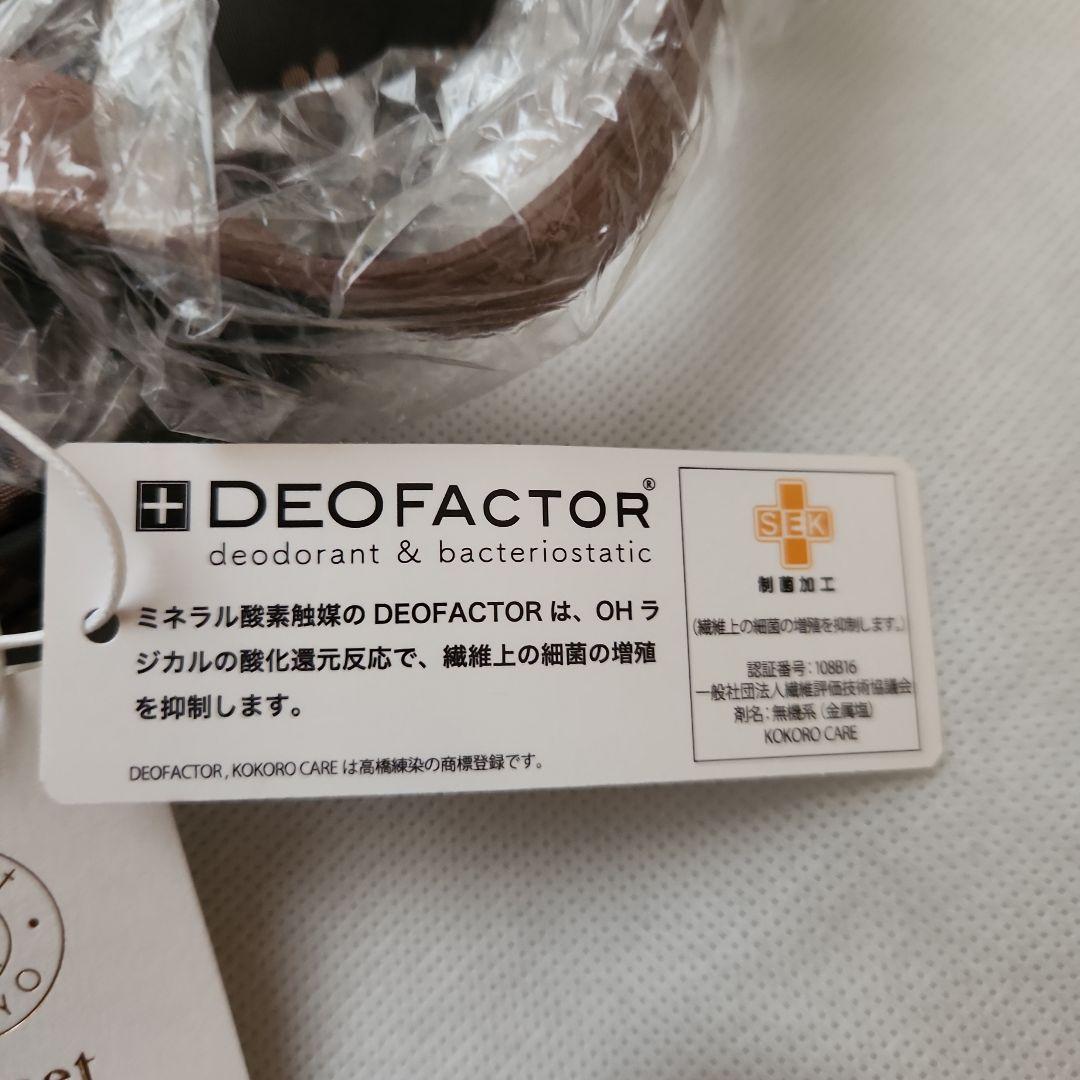 DEOFACTOR®
deodorant & bacteriostatic
ミネラル酸素触媒の DEOFACTOR は、OH ラ
ジカルの酸化還元反応で、繊維上の細菌の増殖
を抑制します。
DEOFACTOR , KOKORO CARE は高橋練染の商標登録です。
SEK
制菌加工
(繊維上の細菌の増殖を抑制します。)
認証番号：108B16
一般社団法人繊維評価技術協議会
剤名：無機系（金属塩）
KOKORO CARE